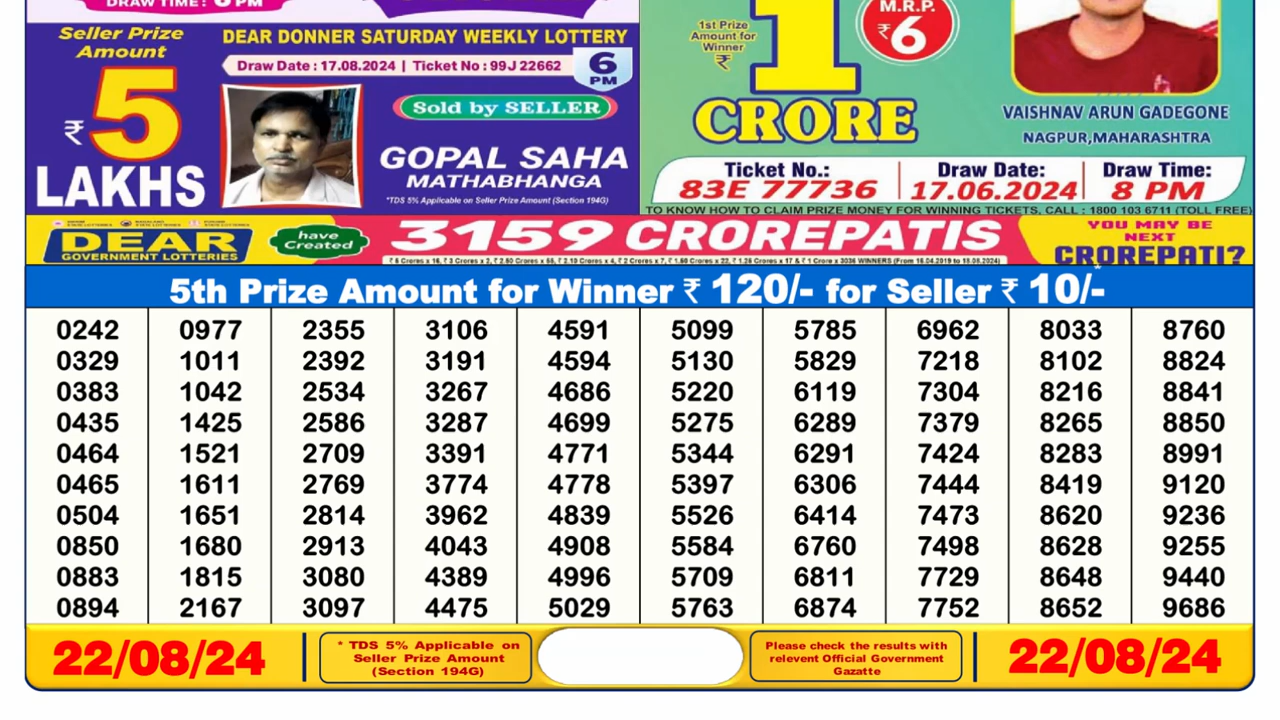 DRAW TIME: 6 PM
Seller Prize
Amount
₹ 5
LAKHS
DEAR DONNER SATURDAY WEEKLY LOTTERY
Draw Date : 17.08.2024 | Ticket No : 99J 22662
6
PM
Sold by SELLER
GOPAL SAHA
MATHABHANGA
*TDS 5% Applicable on Seller Prize Amount (Section 194G)
1st Prize
Amount for
Winner
₹
1
CRORE
M.R.P.
₹6
VAISHNAV ARUN GADEGONE
NAGPUR,MAHARASHTRA
Ticket No.: Draw Date: Draw Time:
83E 77736 17.06.2024 8 PM
TO KNOW HOW TO CLAIM PRIZE MONEY FOR WINNING TICKETS, CALL : 1800 103 6711 (TOLL FREE)
DEAR
GOVERNMENT LOTTERIES
have
Created
3159 CROREPATIS
YOU MAY BE
NEXT
CROREPATI?
5th Prize Amount for Winner ₹ 120/- for Seller ₹ 10/-*
0242 0977 2355 3106 4591 5099 5785 6962 8033 8760
0329 1011 2392 3191 4594 5130 5829 7218 8102 8824
0383 1042 2534 3267 4686 5220 6119 7304 8216 8841
0435 1425 2586 3287 4699 5275 6289 7379 8265 8850
0464 1521 2709 3391 4771 5344 6291 7424 8283 8991
0465 1611 2769 3774 4778 5397 6306 7444 8419 9120
0504 1651 2814 3962 4839 5526 6414 7473 8620 9236
0850 1680 2913 4043 4908 5584 6760 7498 8628 9255
0883 1815 3080 4389 4996 5709 6811 7729 8648 9440
0894 2167 3097 4475 5029 5763 6874 7752 8652 9686
22/08/24
* TDS 5% Applicable on
Seller Prize Amount
(Section 194G)
Please check the results with
relevent Official Government
Gazatte
22/08/24